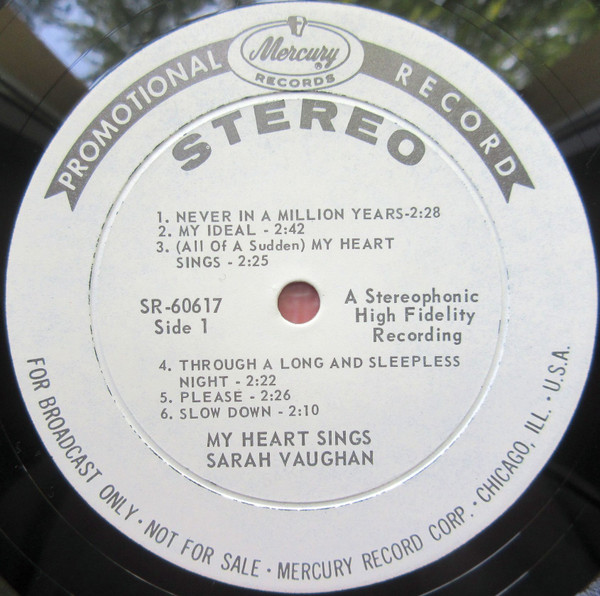 Mercury
®
RECORDS
PROMOTIONAL RECORD
STEREO
1. NEVER IN A MILLION YEARS-2:28
2. MY IDEAL - 2:42
3. (All Of A Sudden) MY HEART
SINGS - 2:25
SR-60617
Side 1
A Stereophonic
High Fidelity
Recording
4. THROUGH A LONG AND SLEEPLESS
NIGHT - 2:22
5. PLEASE - 2:26
6. SLOW DOWN - 2:10
MY HEART SINGS
SARAH VAUGHAN
FOR BROADCAST ONLY • NOT FOR SALE • MERCURY RECORD CORP. • CHICAGO, ILL. • U.S.A.